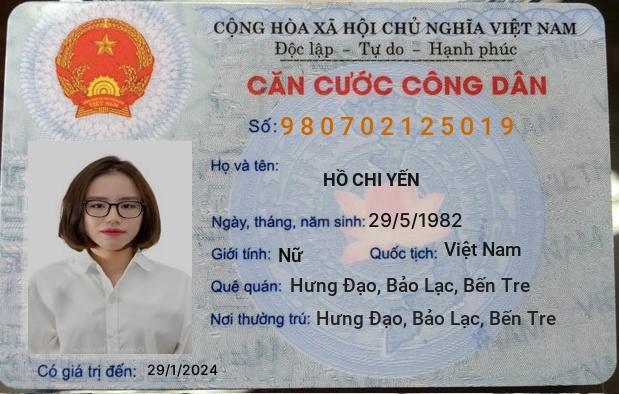 CỘNG HÒA XÃ HỘI CHỦ NGHĨA VIỆT NAM
Độc lập - Tự do - Hạnh phúc
CĂN CƯỚC CÔNG DÂN
Số: 980702125019
Họ và tên:
HỒ CHI YẾN
Ngày, tháng, năm sinh: 29/5/1982
Giới tính: Nữ Quốc tịch: Việt Nam
Quê quán: Hưng Đạo, Bảo Lạc, Bến Tre
Nơi thường trú: Hưng Đạo, Bảo Lạc, Bến Tre
Có giá trị đến: 29/1/2024
VIỆT NAM